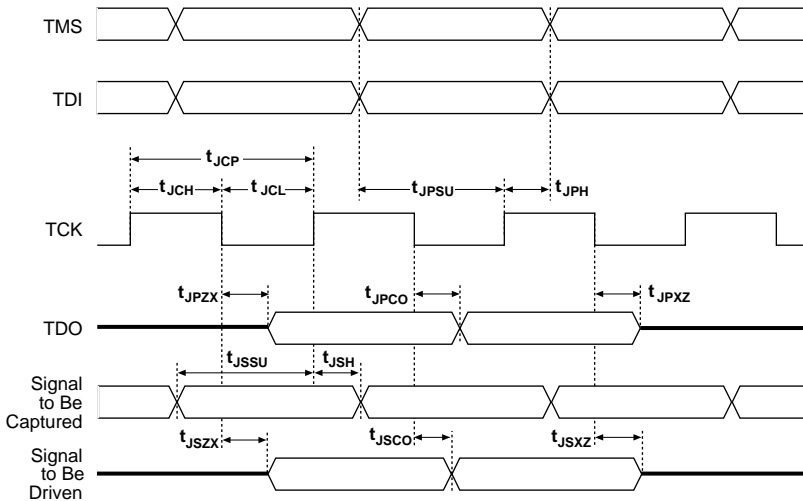 TMS
TDI
tJCP
tJCH
tJCL
tJPSU
tJPH
TCK
tJPZX
tJPCO
tJPXZ
TDO
tJSSU
tJSH
Signal
to Be
Captured
tJSZX
tJSCO
tJSXZ
Signal
to Be
Driven